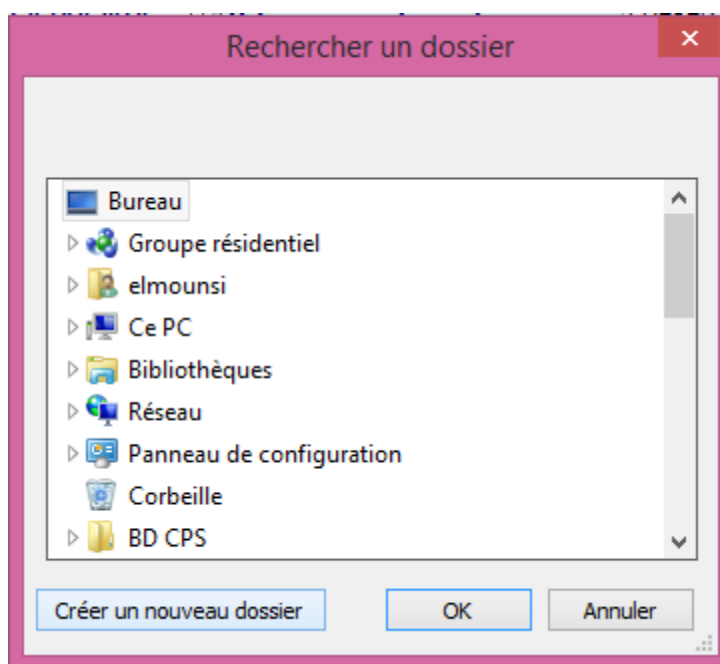 Rechercher un dossier
Bureau
Groupe résidentiel
elmounsi
Ce PC
Bibliothèques
Réseau
Panneau de configuration
Corbeille
BD CPS
Créer un nouveau dossier OK Annuler